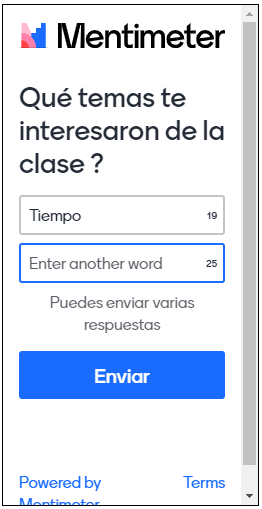 Mentimeter
Qué temas te
interesaron de la
clase ?
Tiempo 19
Enter another word 25
Puedes enviar varias
respuestas
Enviar
Powered by Terms
Mentimeter